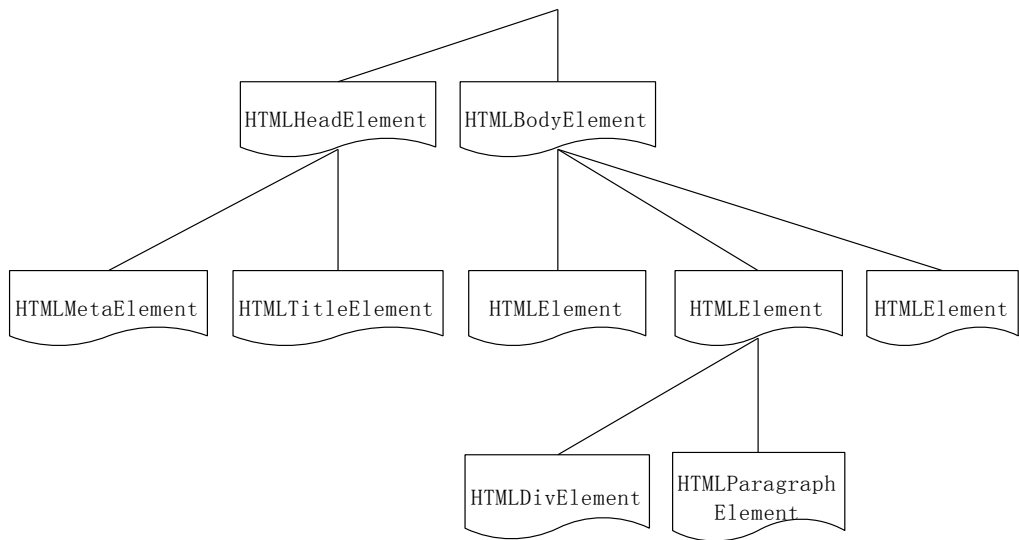 HTMLHeadElement
HTMLBodyElement
HTMLMetaElement
HTMLTitleElement
HTMLElement
HTMLElement
HTMLElement
HTMLDivElement
HTMLParagraph
Element